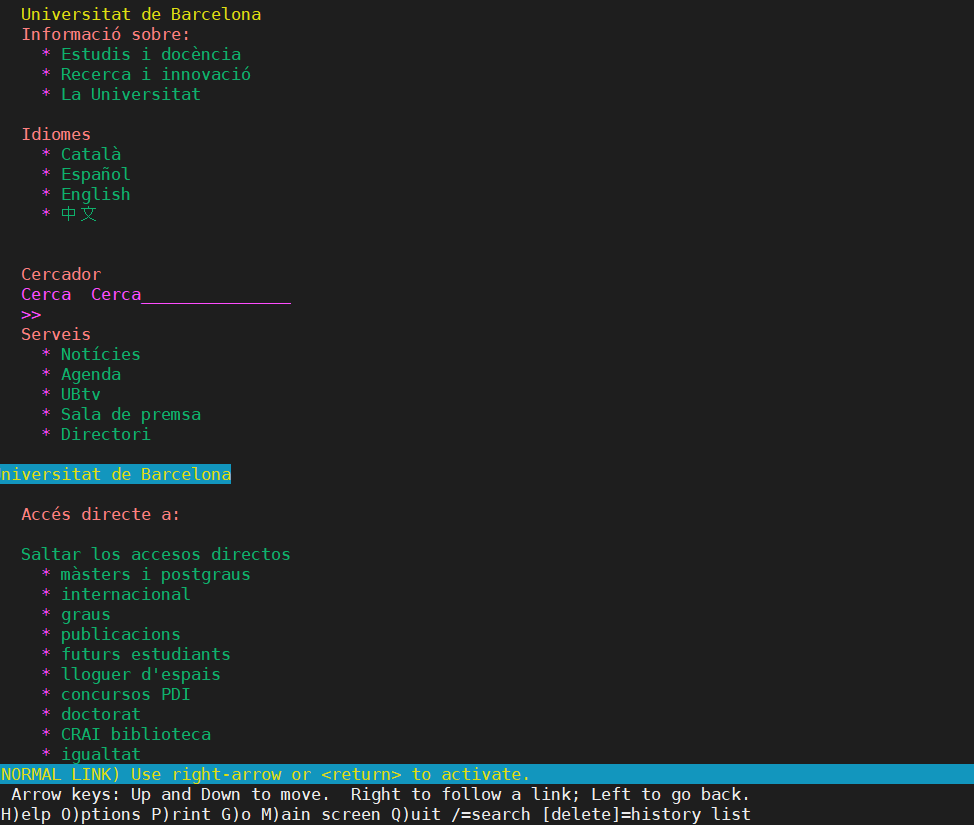 Universitat de Barcelona
Informació sobre:
* Estudis i docència
* Recerca i innovació
* La Universitat
Idiomes
* Català
* Español
* English
* 中文
Cercador
Cerca Cerca_______________
>>
Serveis
* Notícies
* Agenda
* UBtv
* Sala de premsa
* Directori
niversitat de Barcelona
Accés directe a:
Saltar los accesos directos
* màsters i postgraus
* internacional
* graus
* publicacions
* futurs estudiants
* lloguer d'espais
* concursos PDI
* doctorat
* CRAI biblioteca
* igualtat
NORMAL LINK) Use right-arrow or <return> to activate.
Arrow keys: Up and Down to move. Right to follow a link; Left to go back.
H)elp O)ptions P)rint G)o M)ain screen Q)uit /=search [delete]=history list